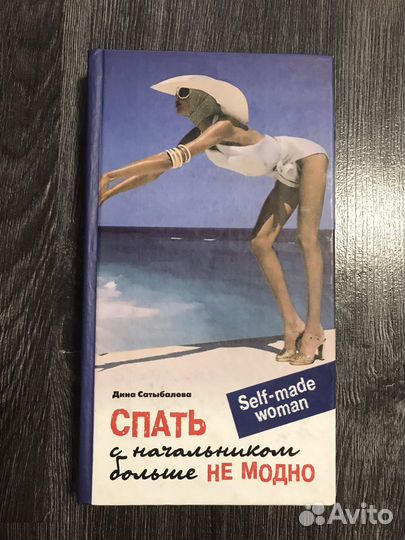 Дина Сатыбалова
Self-made
woman
СПАТЬ
с начальником
больше НЕ МОДНО
Avito